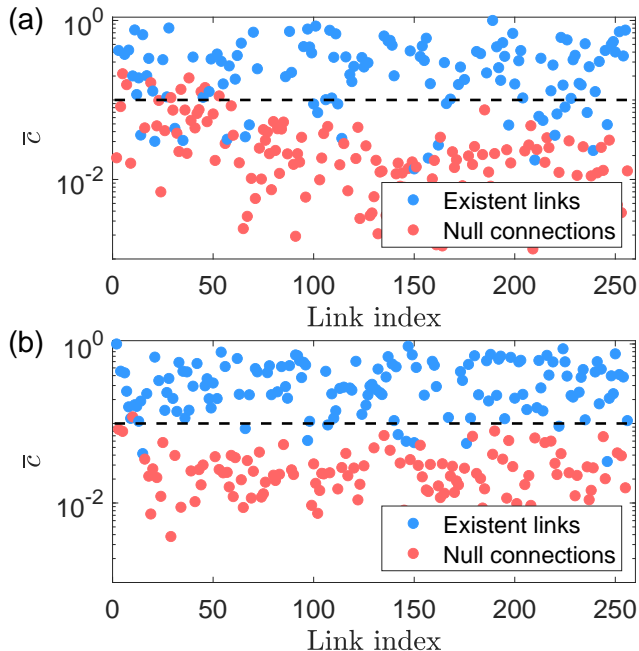 (a)
10^0
10^-2
c̅
Existent links
Null connections
0 50 100 150 200 250
Link index
(b)
10^0
10^-2
c̅
Existent links
Null connections
0 50 100 150 200 250
Link index